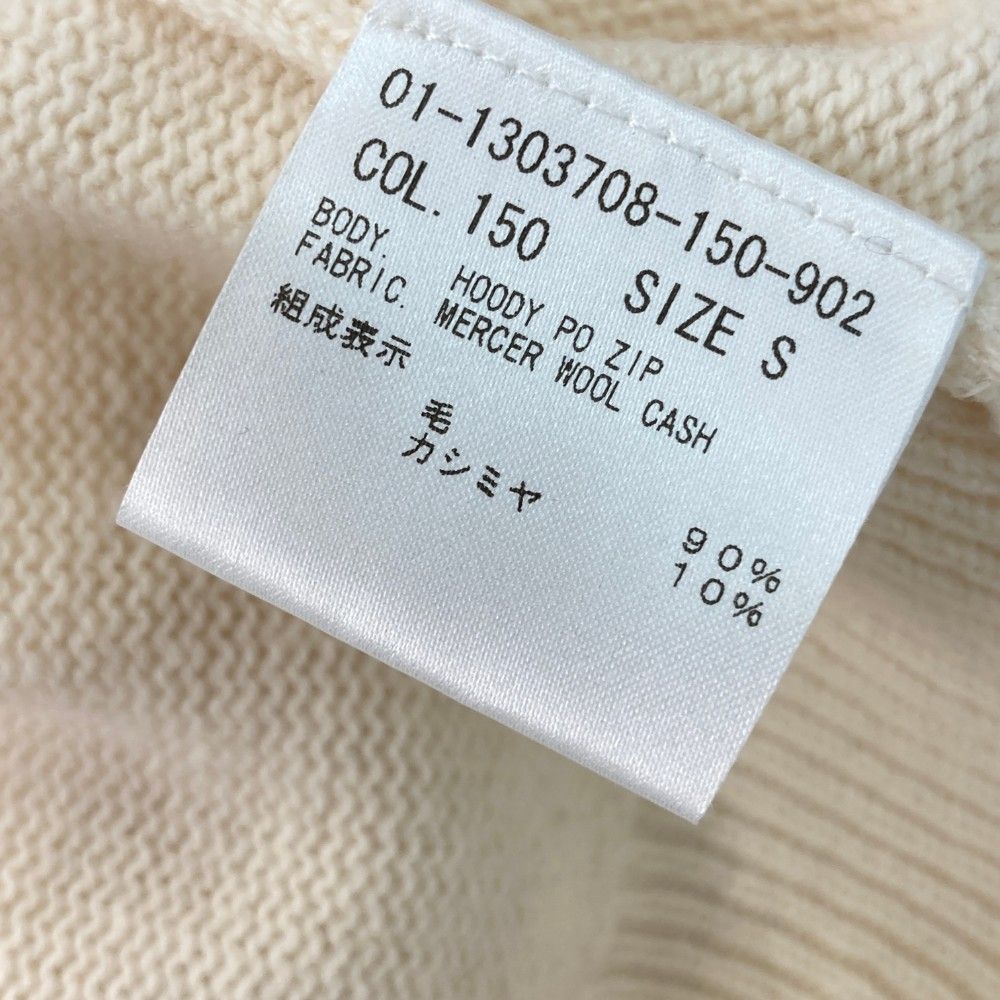 01-1303708-150-902
COL. 150 SIZE S
BODY. HOODY PO ZIP
FABRIC. MERCER WOOL CASH
組成表示
毛 90%
カシミヤ 10%